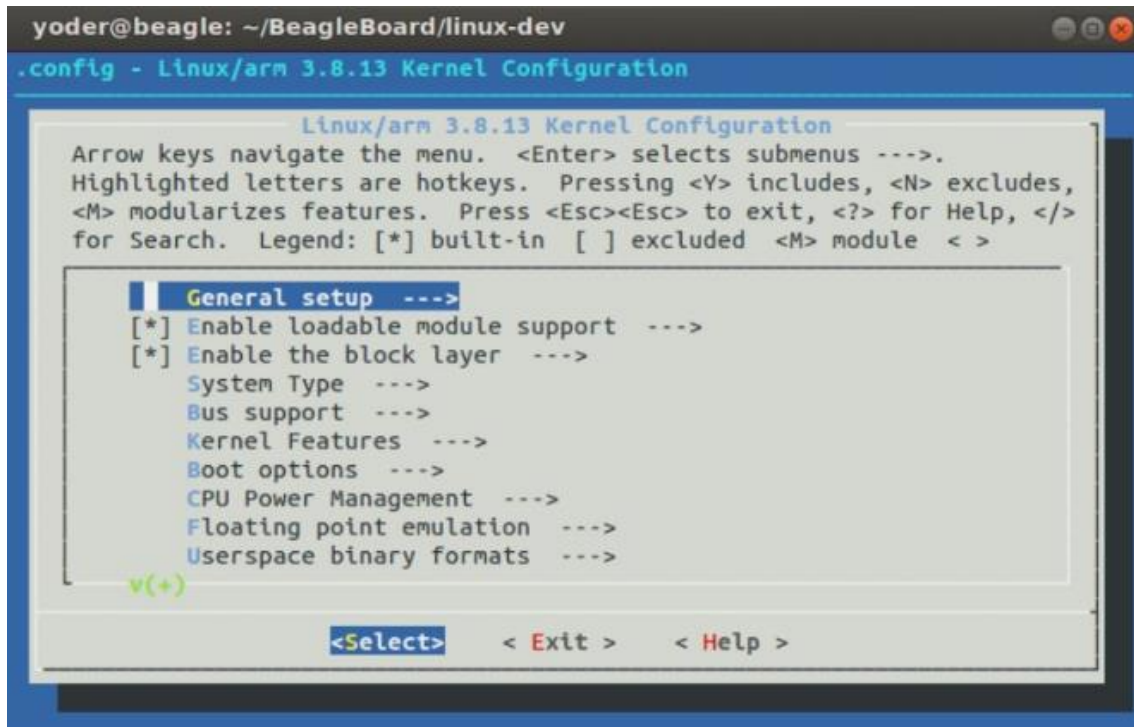 yoder@beagle: ~/BeagleBoard/linux-dev
.config - Linux/arm 3.8.13 Kernel Configuration
Linux/arm 3.8.13 Kernel Configuration
Arrow keys navigate the menu.  <Enter> selects submenus --->.
Highlighted letters are hotkeys.  Pressing <Y> includes, <N> excludes,
<M> modularizes features.  Press <Esc><Esc> to exit, <?> for Help, </>
for Search.  Legend: [*] built-in  [ ] excluded  <M> module  < >
General setup  --->
[*] Enable loadable module support  --->
[*] Enable the block layer  --->
System Type  --->
Bus support  --->
Kernel Features  --->
Boot options  --->
CPU Power Management  --->
Floating point emulation  --->
Userspace binary formats  --->
v(+)
<Select>    < Exit >    < Help >